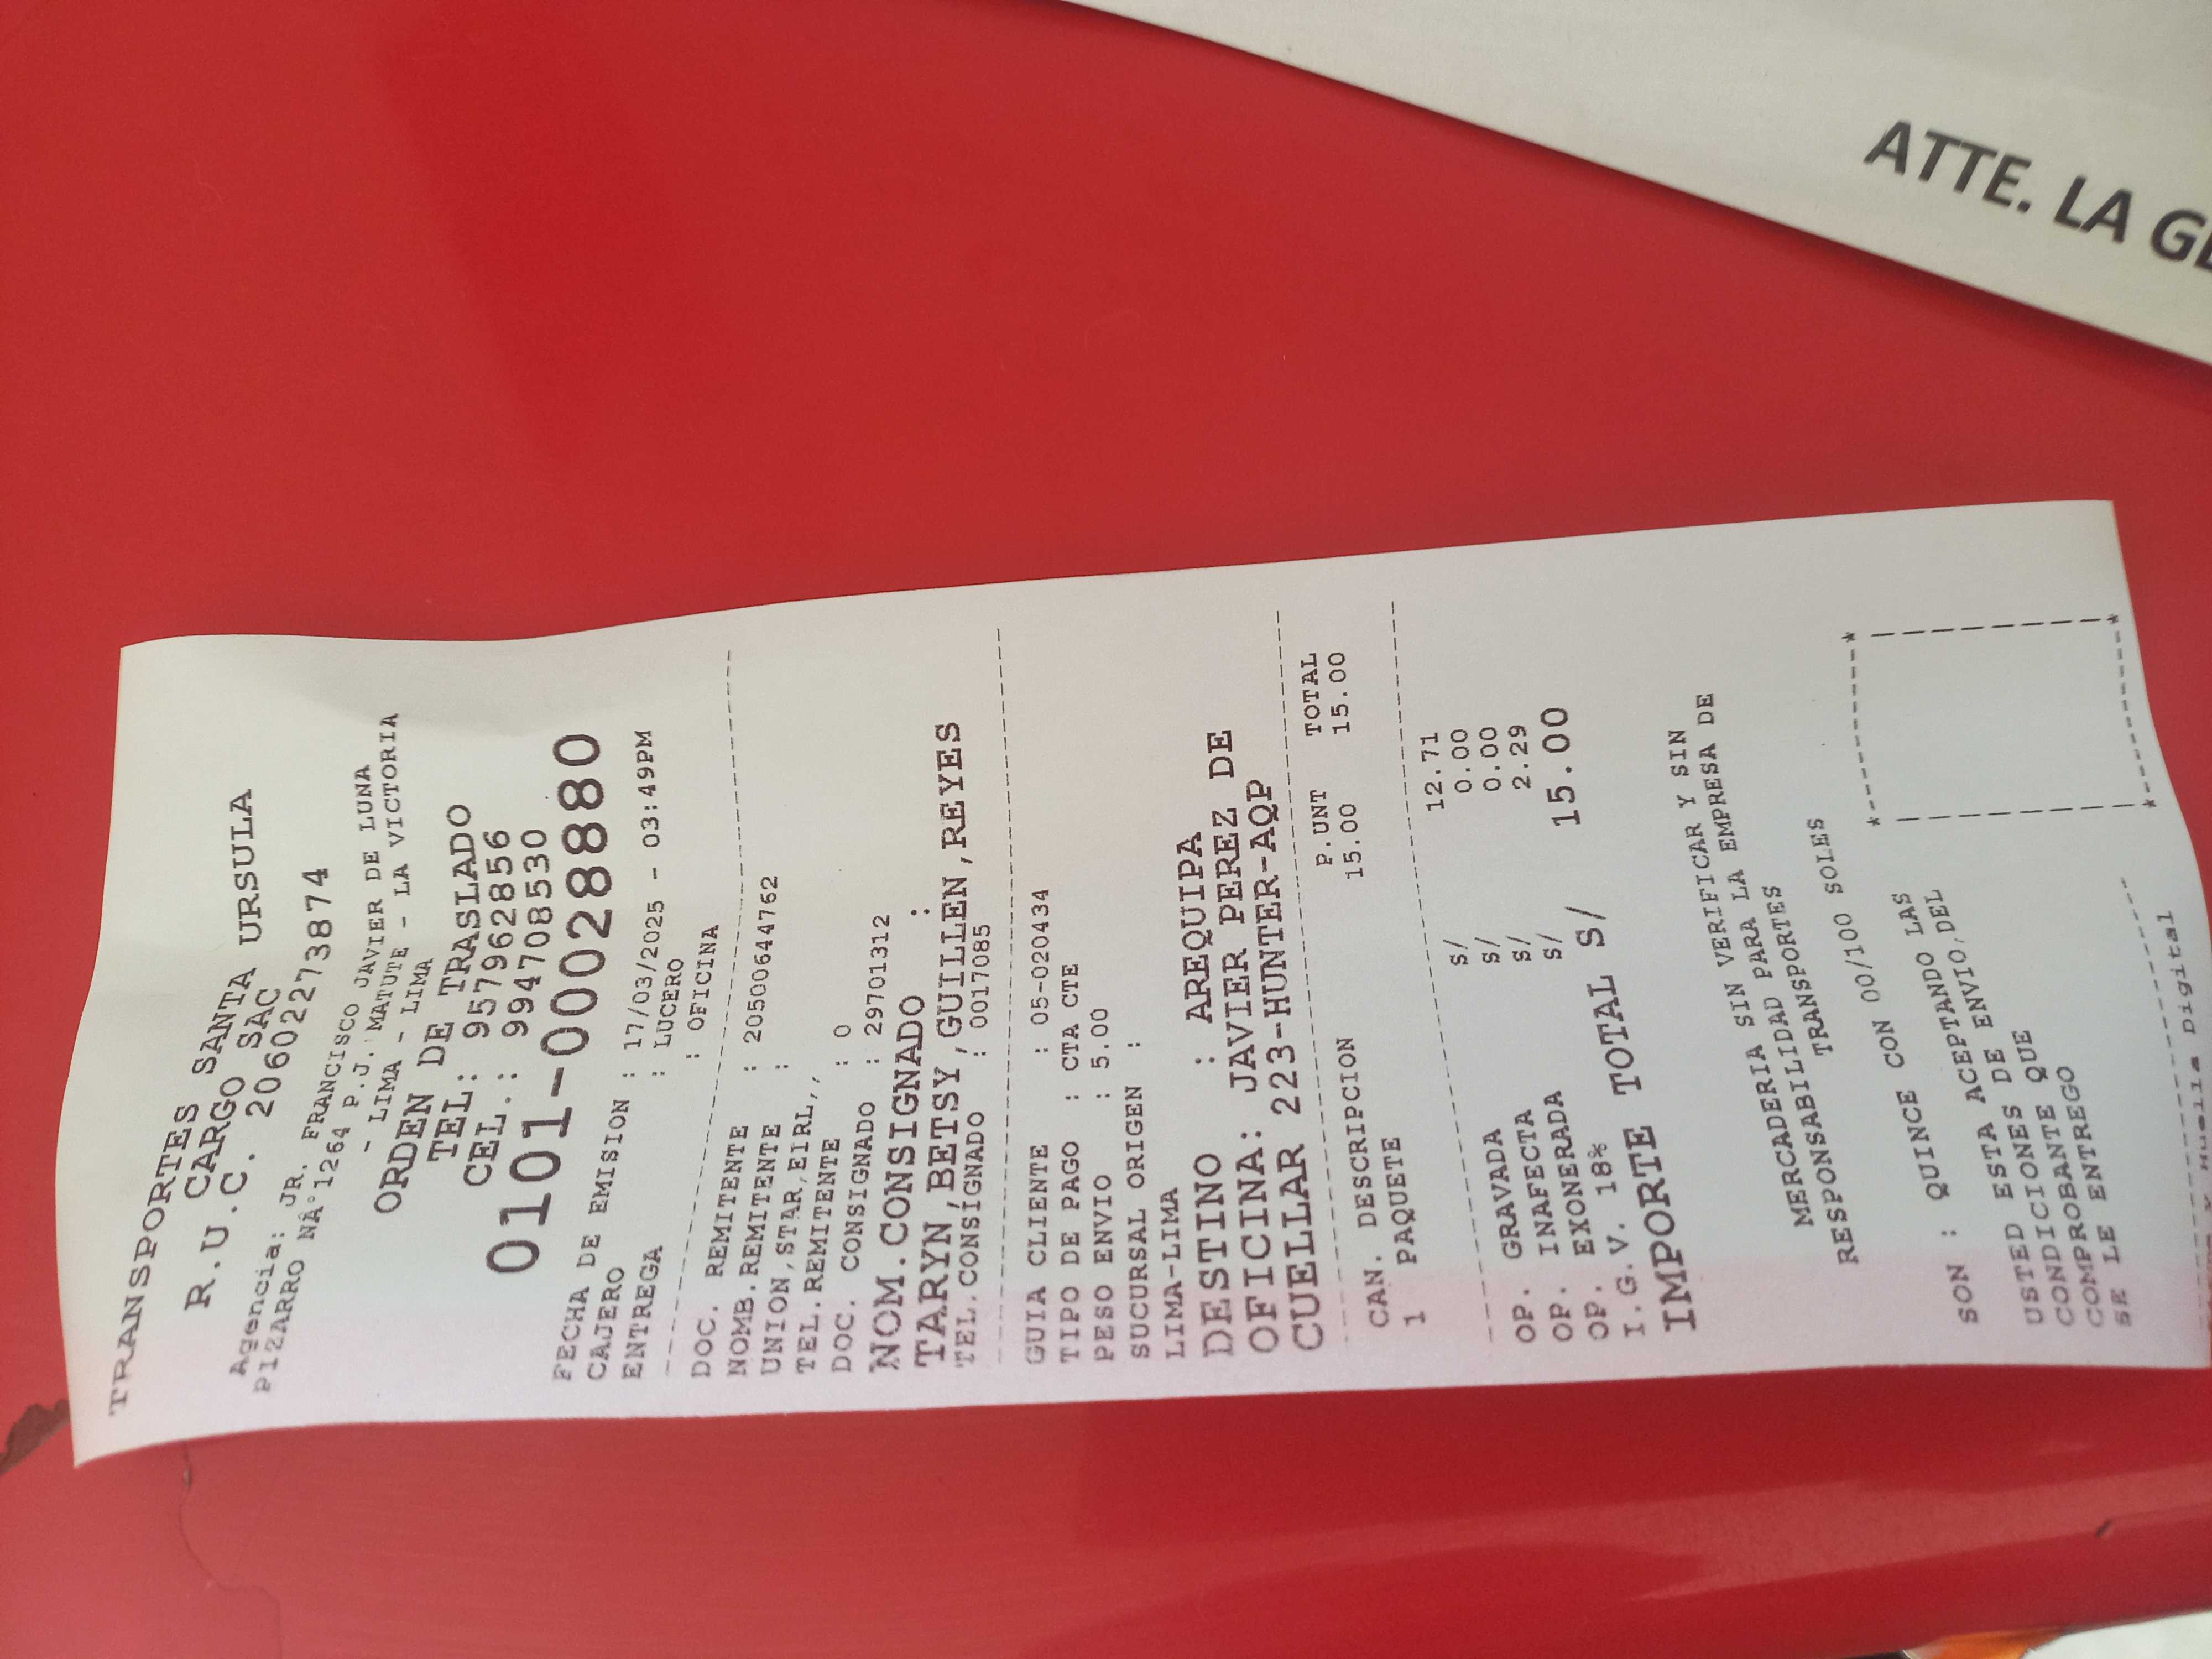 TRANSPORTES SANTA URSULA
CARGO SAC
R.U.C. 20602273874
Agencia: JR. FRANCISCO JAVIER DE LUNA
PIZARRO NÂ°1264 P.J. MATUTE - LA VICTORIA
- LIMA - LIMA
ORDEN DE TRASLADO
TEL: 957962856
CEL.: 994708530
0101-00028880
FECHA DE EMISION : 17/03/2025 - 03:49PM
CAJERO : LUCERO
ENTREGA : OFICINA
DOC. REMITENTE : 20500644762
NOMB.REMITENTE :
UNION,STAR,EIRL,,
TEL.REMITENTE : 0
DOC. CONSIGNADO : 29701312
NOM.CONSIGNADO :
TARYN,BETSY,GUILLEN,REYES
TEL.CONSIGNADO : 0017085
GUIA CLIENTE : 05-020434
TIPO DE PAGO : CTA CTE
PESO ENVIO : 5.00
SUCURSAL ORIGEN :
LIMA-LIMA
DESTINO : AREQUIPA
OFICINA: JAVIER PEREZ DE
CUELLAR 223-HUNTER-AQP
CAN. DESCRIPCION P.UNT TOTAL
1 PAQUETE 15.00 15.00
OP. GRAVADA S/ 12.71
OP. INAFECTA S/ 0.00
OP. EXONERADA S/ 0.00
I.G.V. 18% S/ 2.29
IMPORTE TOTAL S/ 15.00
MERCADERIA SIN VERIFICAR Y SIN
RESPONSABILIDAD PARA LA EMPRESA DE
TRANSPORTES
SON : QUINCE CON 00/100 SOLES
USTED ESTA ACEPTANDO LAS
CONDICIONES DE ENVIO,DEL
COMPROBANTE QUE
SE LE ENTREGO
Huella Digital
ATTE. LA